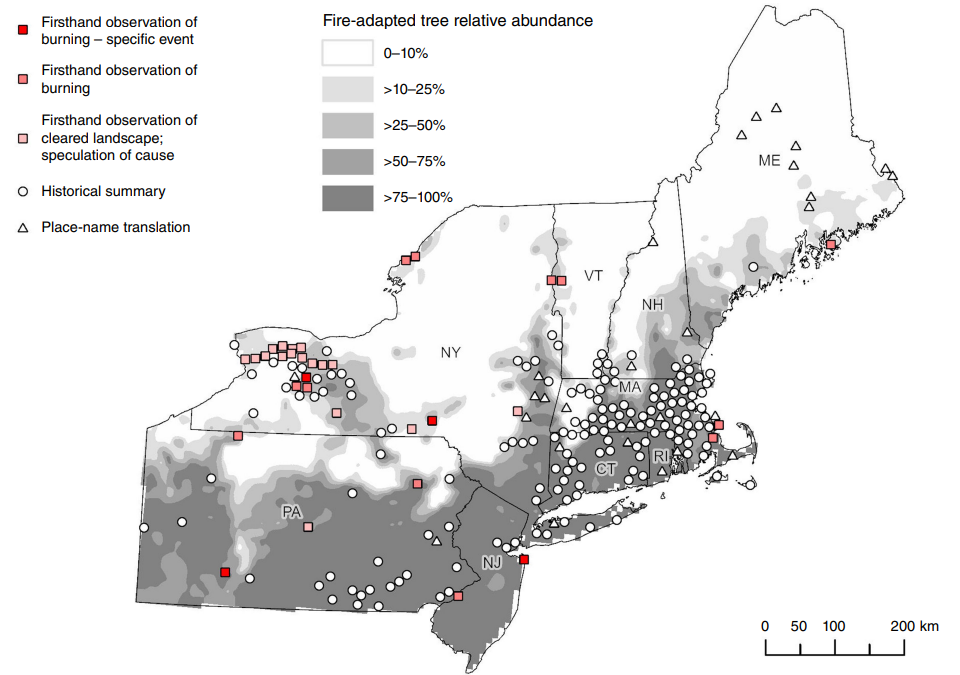 Firsthand observation of
burning – specific event
Firsthand observation of
burning
Firsthand observation of
cleared landscape;
speculation of cause
Historical summary
Place-name translation
Fire-adapted tree relative abundance
0–10%
>10–25%
>25–50%
>50–75%
>75–100%
ME
VT
NH
NY
MA
CT
RI
PA
NJ
0 50 100 200 km